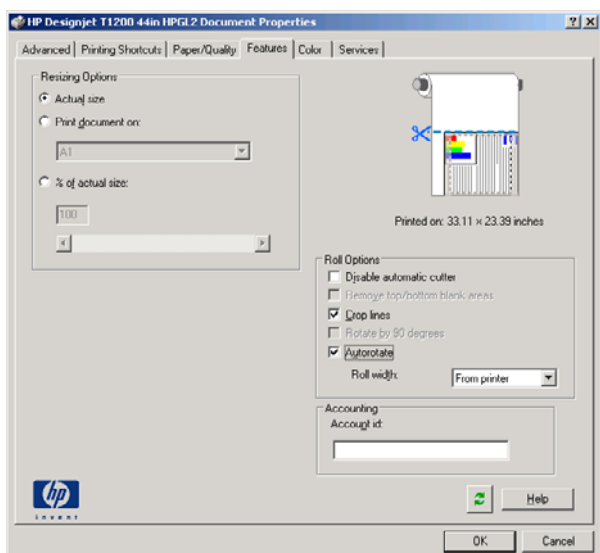 HP Designjet T1200 44in HPGL2 Document Properties
Advanced Printing Shortcuts Paper/Quality Features Color Services
Resizing Options
Actual size
Print document on:
A1
% of actual size:
100
Printed on: 33.11 × 23.39 inches
Roll Options
Disable automatic cutter
Remove top/bottom blank areas
Crop lines
Rotate by 90 degrees
Autorotate
Roll width: From printer
Accounting
Account id:
hp
invent
Help
OK Cancel